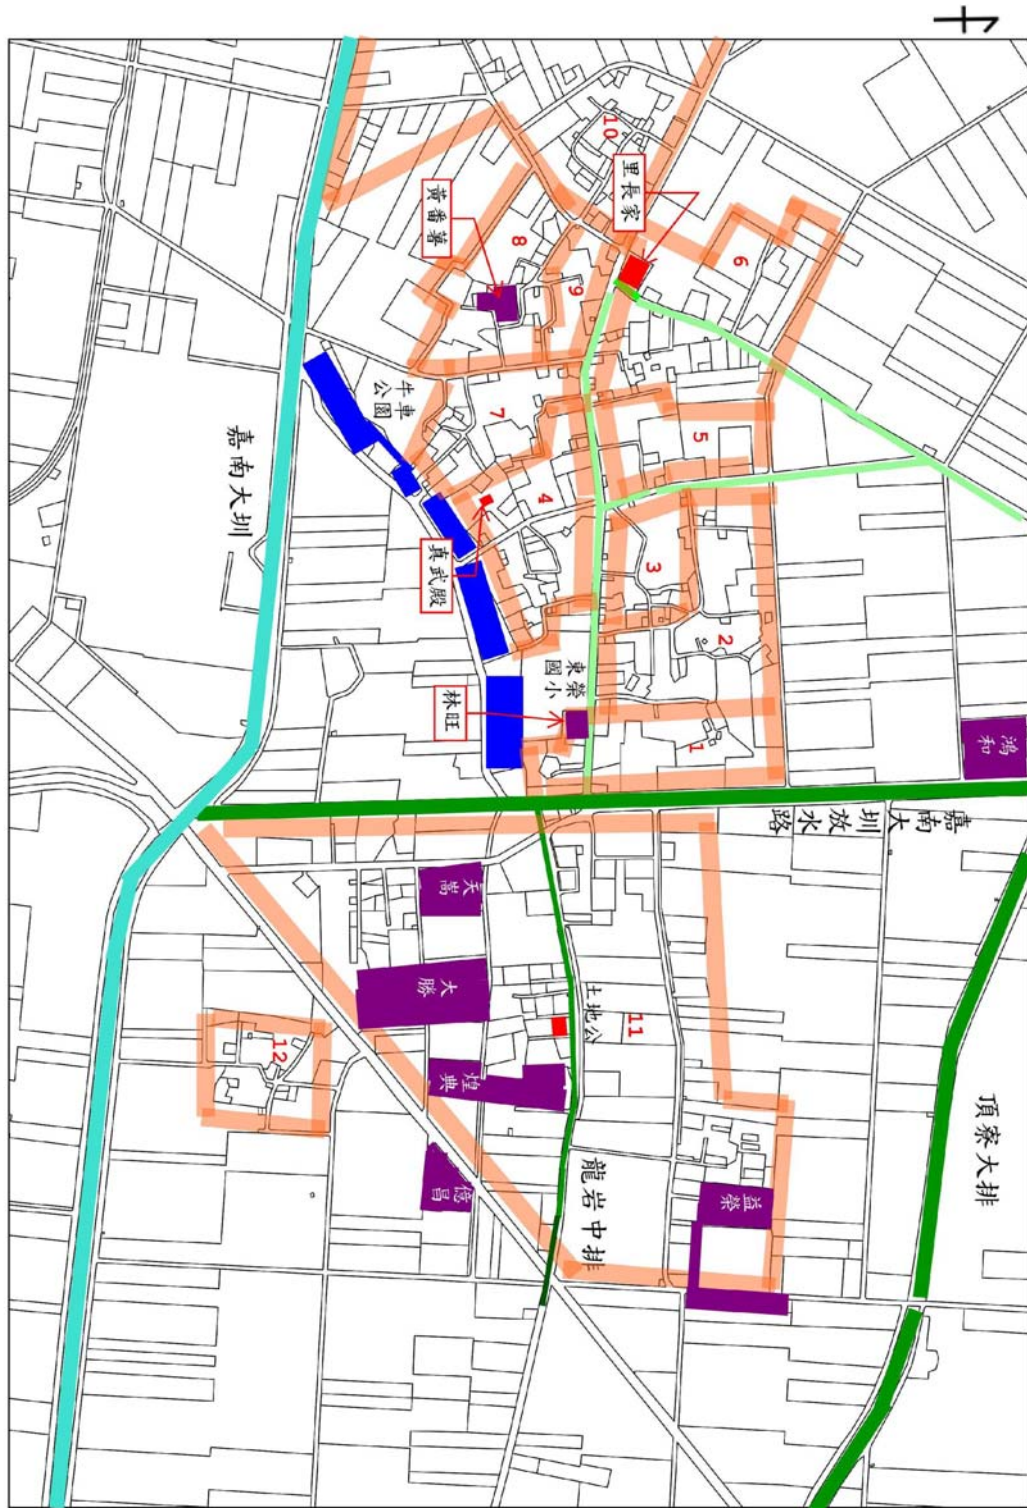 10
里長家
6
黃番薯
8
9
牛車
公園
7
5
4
嘉南大圳
真武殿
3
2
東榮
國小
林旺
1
鴻和
嘉南大圳放水路
天嵩
大勝
土地公
11
12
煌典
億昌
益榮
龍岩中排
頂寮大排